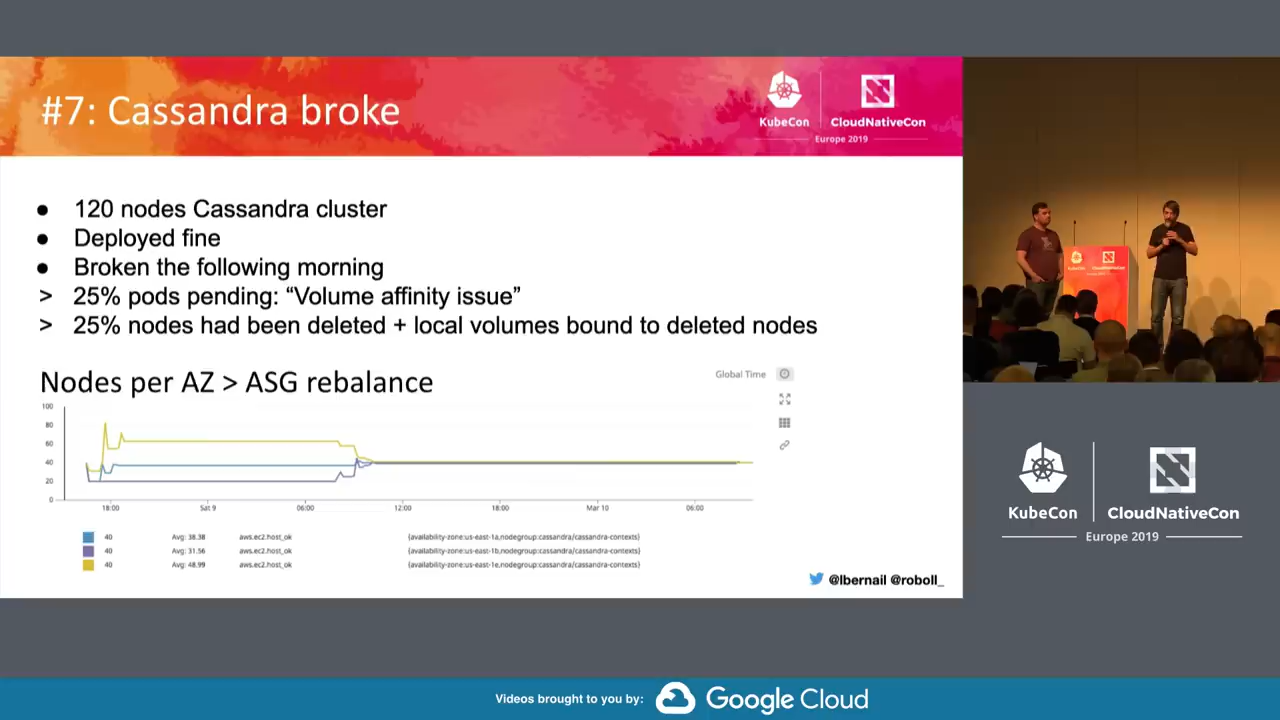 #7: Cassandra broke
KubeCon
CloudNativeCon
Europe 2019
● 120 nodes Cassandra cluster
● Deployed fine
● Broken the following morning
> 25% pods pending: “Volume affinity issue”
> 25% nodes had been deleted + local volumes bound to deleted nodes
Nodes per AZ > ASG rebalance
Global Time
100
80
60
40
20
0
18:00 Sat 9 06:00 12:00 18:00 Mar 10 06:00
40 Avg: 38.38 aws.ec2.host_ok {availability-zone:us-east-1a,nodegroup:cassandra/cassandra-contexts}
40 Avg: 31.56 aws.ec2.host_ok {availability-zone:us-east-1b,nodegroup:cassandra/cassandra-contexts}
40 Avg: 48.99 aws.ec2.host_ok {availability-zone:us-east-1e,nodegroup:cassandra/cassandra-contexts}
@lbernail @roboll_
KubeCon
CloudNativeCon
Europe 2019
Videos brought to you by: Google Cloud